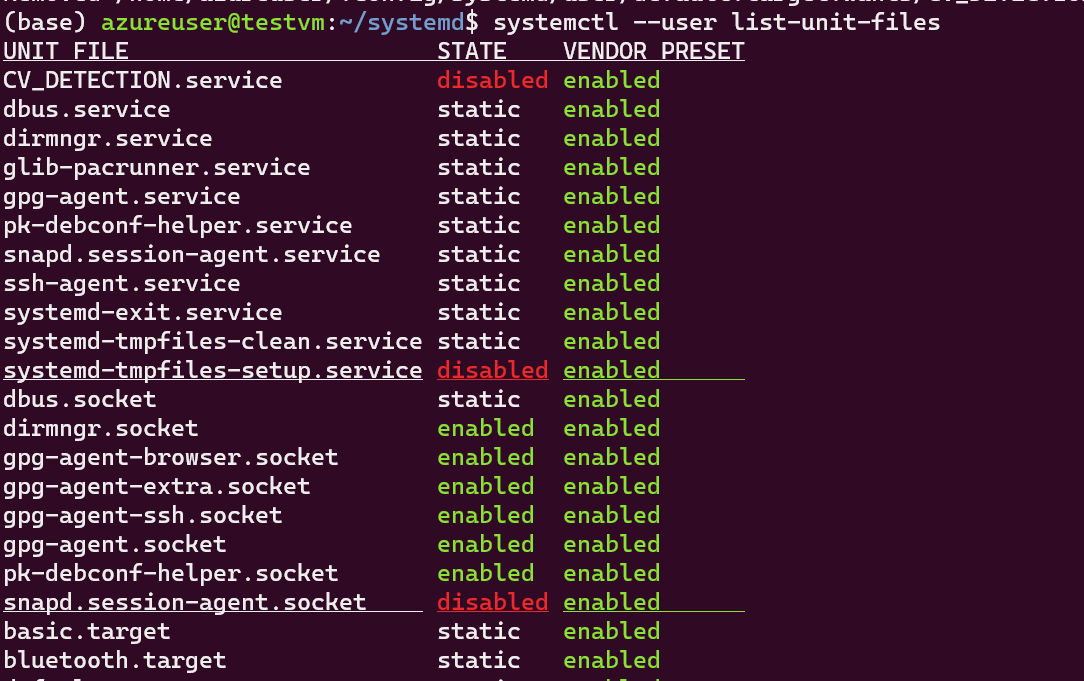 (base) azureuser@testvm:~/systemd$ systemctl --user list-unit-files
UNIT FILE STATE VENDOR PRESET
CV_DETECTION.service disabled enabled
dbus.service static enabled
dirmngr.service static enabled
glib-pacrunner.service static enabled
gpg-agent.service static enabled
pk-debconf-helper.service static enabled
snapd.session-agent.service static enabled
ssh-agent.service static enabled
systemd-exit.service static enabled
systemd-tmpfiles-clean.service static enabled
systemd-tmpfiles-setup.service disabled enabled
dbus.socket static enabled
dirmngr.socket enabled enabled
gpg-agent-browser.socket enabled enabled
gpg-agent-extra.socket enabled enabled
gpg-agent-ssh.socket enabled enabled
gpg-agent.socket enabled enabled
pk-debconf-helper.socket enabled enabled
snapd.session-agent.socket disabled enabled
basic.target static enabled
bluetooth.target static enabled